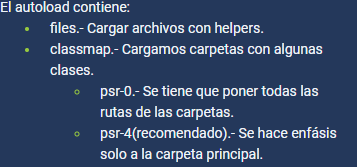 El autoload contiene:
files.- Cargar archivos con helpers.
classmap.- Cargamos carpetas con algunas
clases.
psr-0.- Se tiene que poner todas las
rutas de las carpetas.
psr-4(recomendado).- Se hace enfásis
solo a la carpeta principal.